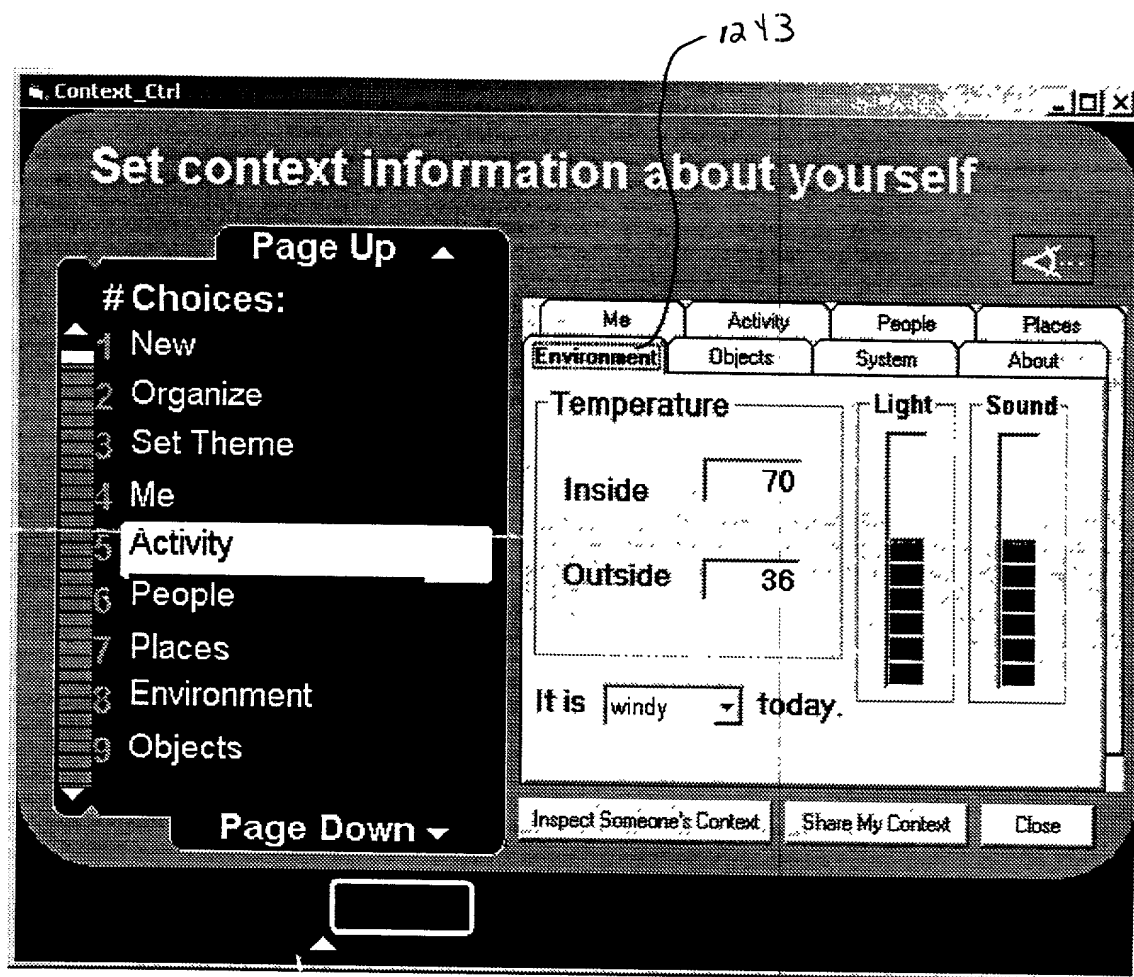 1243
Context_Ctrl
Set context information about yourself
Page Up
# Choices:
1 New
2 Organize
3 Set Theme
4 Me
5 Activity
6 People
7 Places
8 Environment
9 Objects
Page Down
Me Activity People Places
Environment Objects System About
Temperature Light Sound
Inside 70
Outside 36
It is windy today.
Inspect Someone's Context Share My Context Close